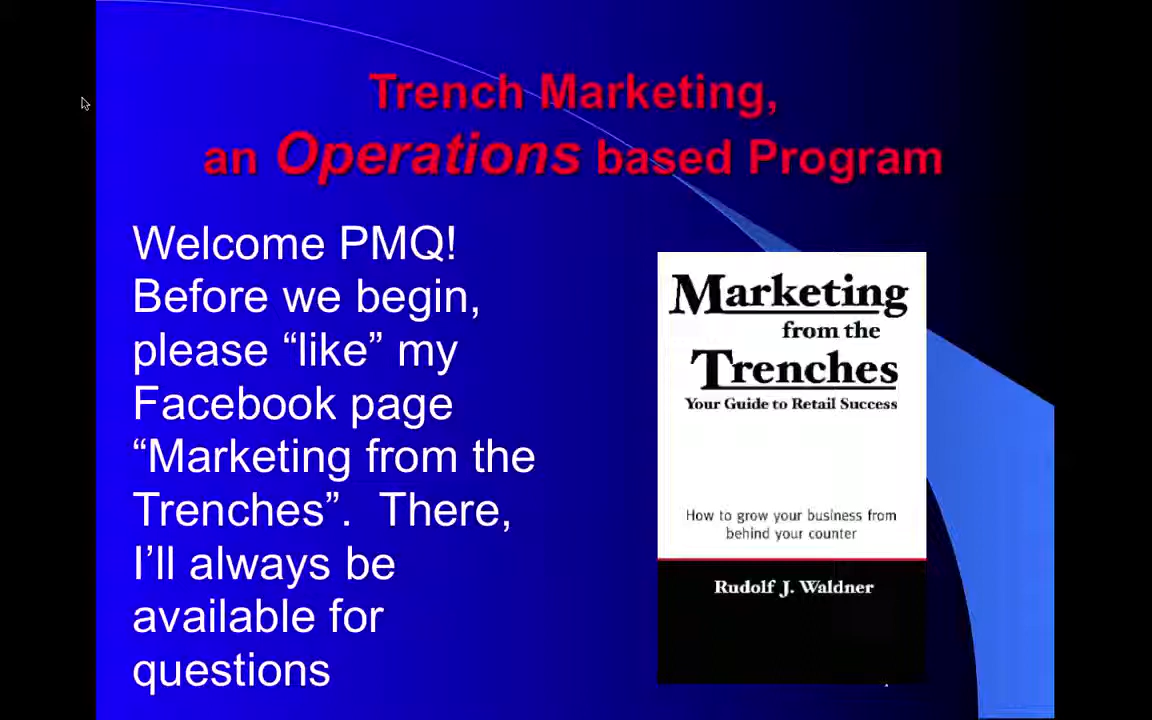 Trench Marketing,
an Operations based Program
Welcome PMQ!
Before we begin,
please “like” my
Facebook page
“Marketing from the
Trenches”.  There,
I’ll always be
available for
questions
Marketing
from the
Trenches
Your Guide to Retail Success
How to grow your business from
behind your counter
Rudolf J. Waldner